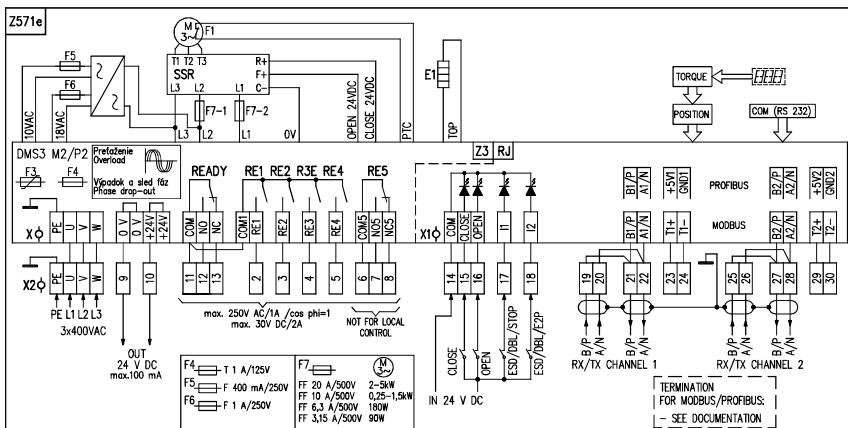 Z571e
M 3~ F1
T1 T2 T3
SSR
R+
F+
C-
L3 L2 L1
F5
F6
F7-1 F7-2
10VAC
18VAC
L3 L2 L1
0V
OPEN 24VDC
CLOSE 24VDC
PTC
E1
TOP
TORQUE
POSITION
COM (RS 232)
Z3 RJ
DMS3 M2/P2
F3
F4
Preťaženie
Overload
Výpadok a sled fáz
Phase drop-out
READY RE1 RE2 R3E RE4 RE5
X
PE U V W
0 V 0 V +24V +24V
COM NO NC
COM1 RE1 RE2 RE3 RE4
COM5 NO5 NC5
X1
COM CLOSE OPEN I1 I2
PROFIBUS
B1/P A1/N +5V1 GND1 B2/P A2/N +5V2 GND2
MODBUS
B1/P A1/N T1+ T1- B2/P A2/N T2+ T2-
X2
PE U V W
9 10 11 12 13 2 3 4 5 6 7 8 14 15 16 17 18 19 20 21 22 23 24 25 26 27 28 29 30
PE L1 L2 L3
3x400VAC
OUT
24 V DC
max.100 mA
max. 250V AC/1A /cos phi=1
max. 30V DC/2A
NOT FOR LOCAL
CONTROL
CLOSE
OPEN
ESD/DBL/STOP
ESD/DBL/E2P
IN 24 V DC
B/P A/N B/P A/N
RX/TX CHANNEL 1
B/P A/N B/P A/N
RX/TX CHANNEL 2
F4 T 1 A/125V
F5 F 400 mA/250V
F6 F 1 A/250V
F7 M 3~
FF 20 A/500V 2-5kW
FF 10 A/500V 0,25-1,5kW
FF 6,3 A/500V 180W
FF 3,15 A/500V 90W
TERMINATION
FOR MODBUS/PROFIBUS:
- SEE DOCUMENTATION